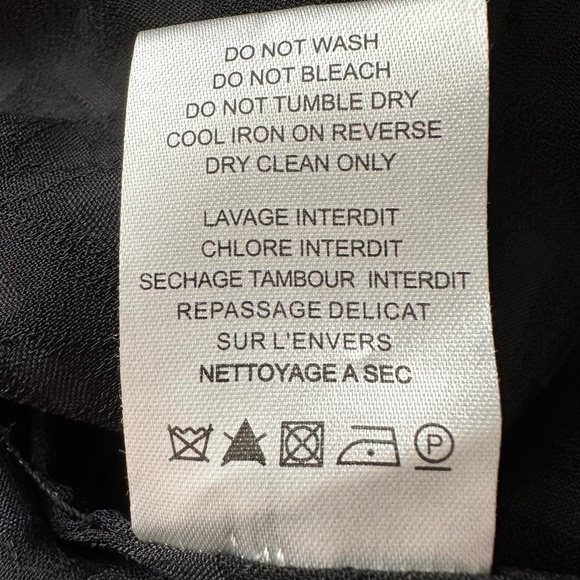 DO NOT WASH
DO NOT BLEACH
DO NOT TUMBLE DRY
COOL IRON ON REVERSE
DRY CLEAN ONLY
LAVAGE INTERDIT
CHLORE INTERDIT
SECHAGE TAMBOUR INTERDIT
REPASSAGE DELICAT
SUR L'ENVERS
NETTOYAGE A SEC
P